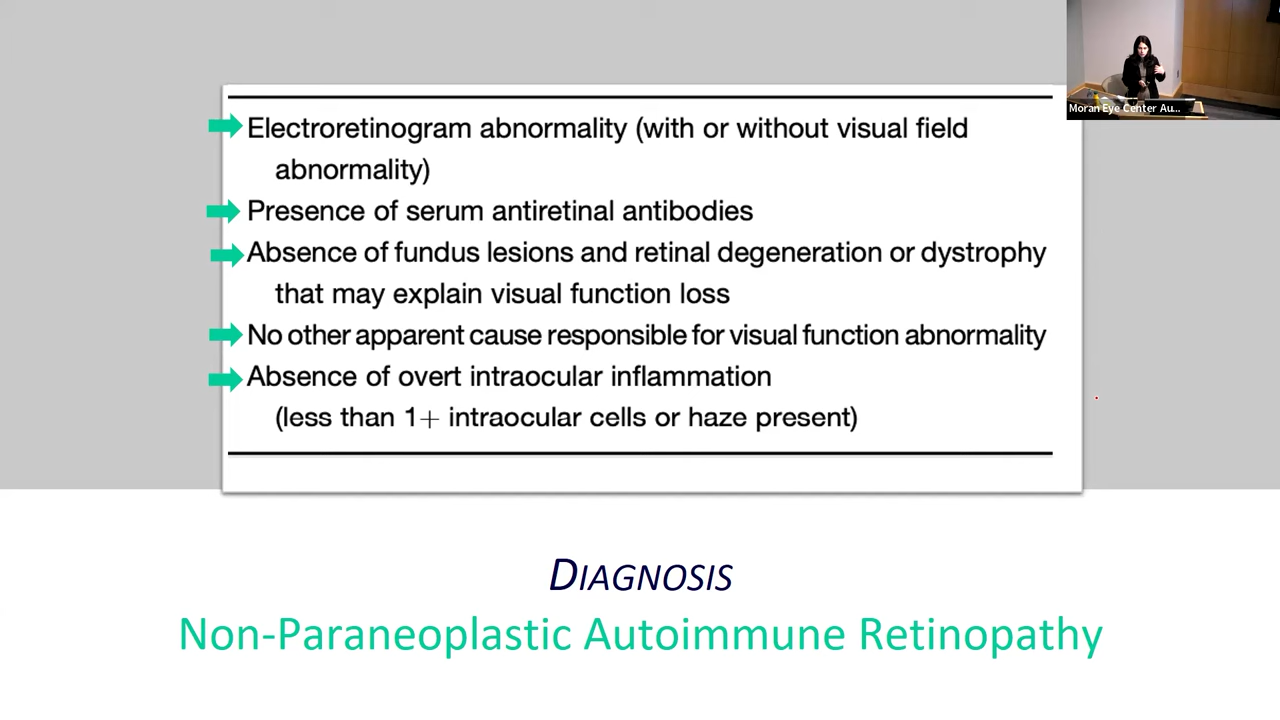 Moran Eye Center Au...
Electroretinogram abnormality (with or without visual field
abnormality)
Presence of serum antiretinal antibodies
Absence of fundus lesions and retinal degeneration or dystrophy
that may explain visual function loss
No other apparent cause responsible for visual function abnormality
Absence of overt intraocular inflammation
(less than 1+ intraocular cells or haze present)
DIAGNOSIS
Non-Paraneoplastic Autoimmune Retinopathy